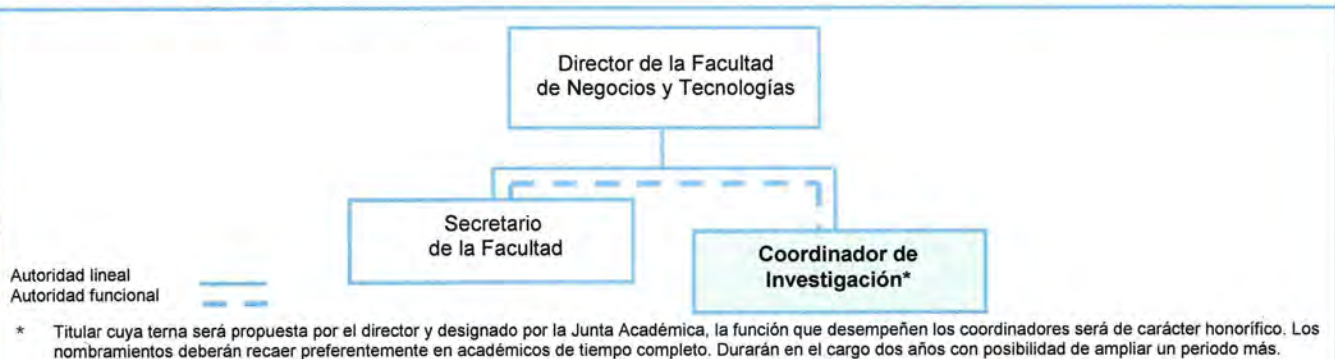 Director de la Facultad
de Negocios y Tecnologías
Secretario
de la Facultad
Coordinador de
Investigación*
Autoridad lineal
Autoridad funcional
* Titular cuya terna será propuesta por el director y designado por la Junta Académica, la función que desempeñen los coordinadores será de carácter honorífico. Los
nombramientos deberán recaer preferentemente en académicos de tiempo completo. Durarán en el cargo dos años con posibilidad de ampliar un periodo más.